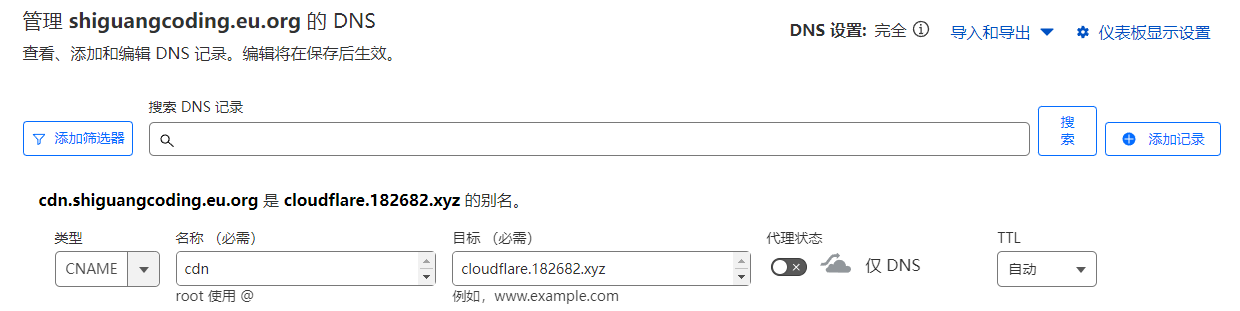 管理 shiguangcoding.eu.org 的 DNS
DNS 设置: 完全
导入和导出
仪表板显示设置
查看、添加和编辑 DNS 记录。编辑将在保存后生效。
搜索 DNS 记录
添加筛选器
搜
索
添加记录
cdn.shiguangcoding.eu.org 是 cloudflare.182682.xyz 的别名。
类型 名称 （必需） 目标 （必需） 代理状态 TTL
CNAME cdn cloudflare.182682.xyz 仅 DNS 自动
root 使用 @ 例如，www.example.com